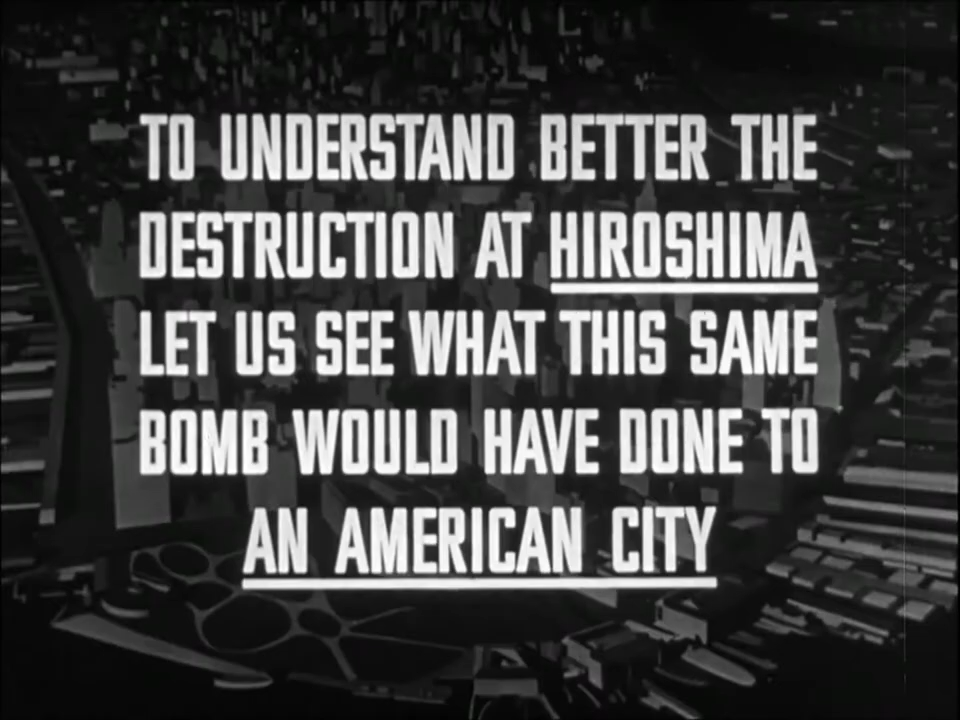 TO UNDERSTAND BETTER THE
DESTRUCTION AT HIROSHIMA
LET US SEE WHAT THIS SAME
BOMB WOULD HAVE DONE TO
AN AMERICAN CITY